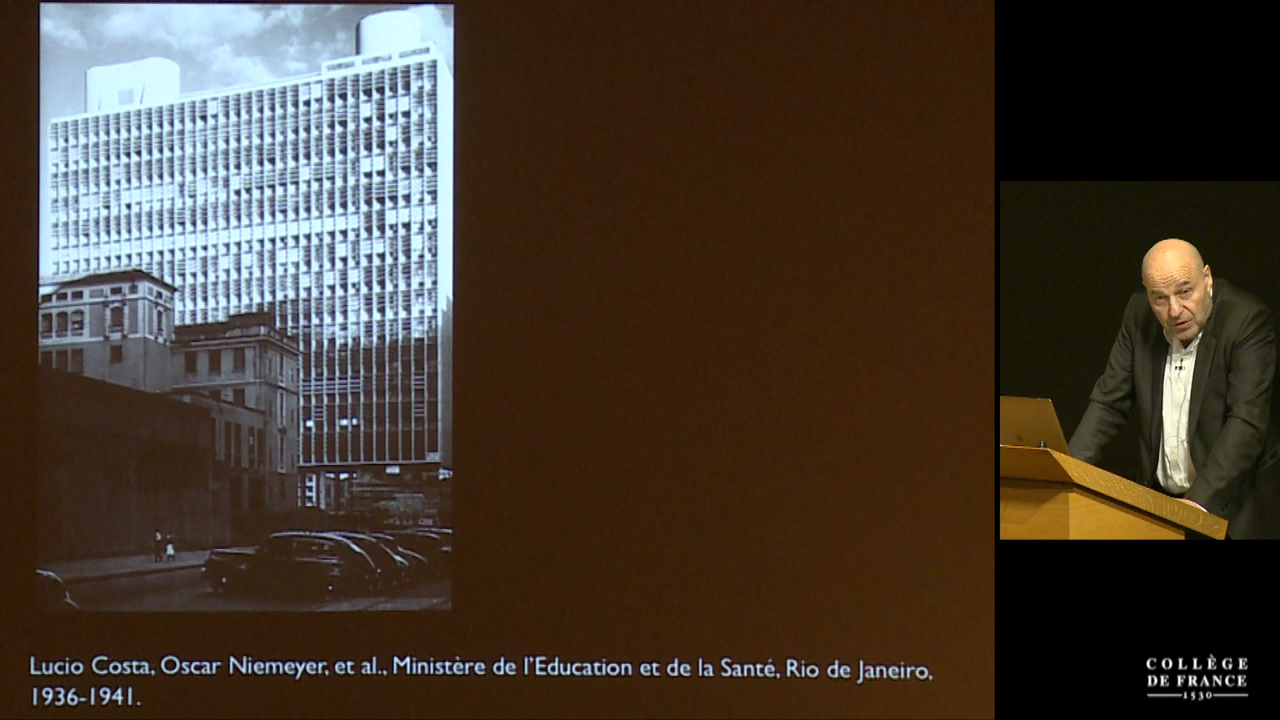 Lucio Costa, Oscar Niemeyer, et al., Ministère de l'Education et de la Santé, Rio de Janeiro,
1936-1941.
COLLÈGE
DE FRANCE
1530